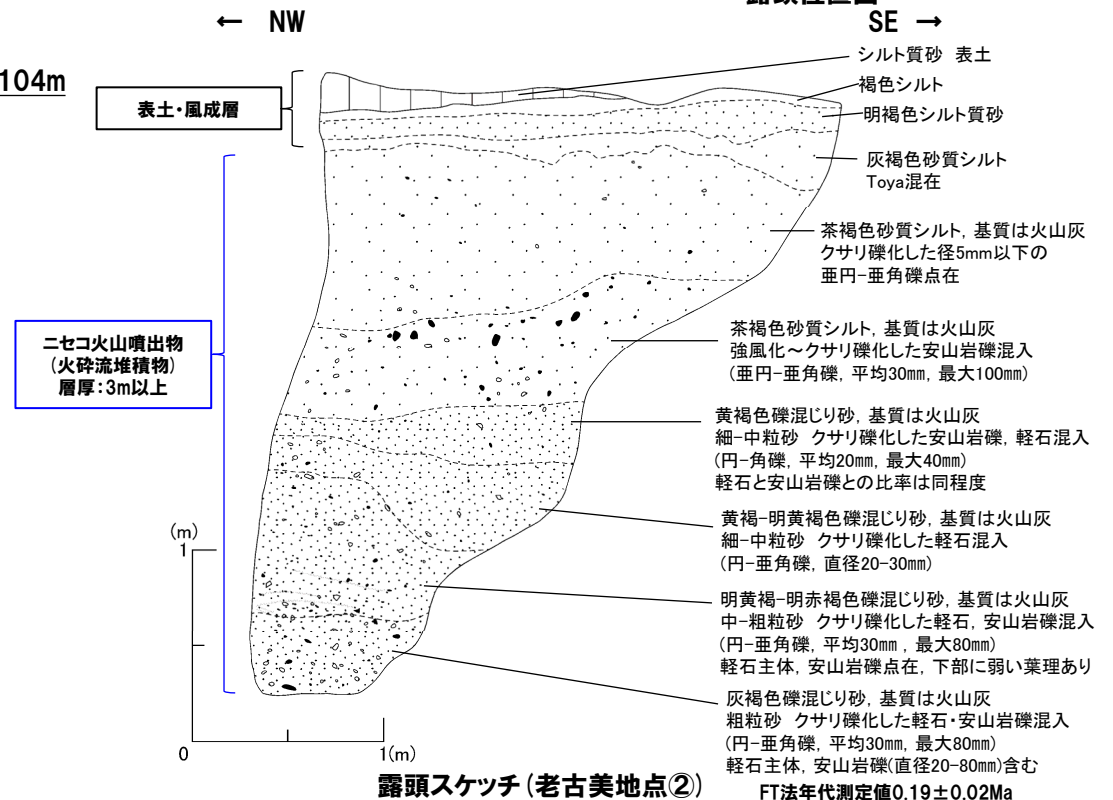 ← NW
SE →
104m
表土・風成層
シルト質砂 表土
褐色シルト
明褐色シルト質砂
灰褐色砂質シルト
Toya混在
茶褐色砂質シルト, 基質は火山灰
クサリ礫化した径5mm以下の
亜円-亜角礫点在
ニセコ火山噴出物
(火砕流堆積物)
層厚:3m以上
茶褐色砂質シルト, 基質は火山灰
強風化~クサリ礫化した安山岩礫混入
(亜円-亜角礫, 平均30mm, 最大100mm)
黄褐色礫混じり砂, 基質は火山灰
細-中粒砂 クサリ礫化した安山岩礫, 軽石混入
(円-角礫, 平均20mm, 最大40mm)
軽石と安山岩礫との比率は同程度
黄褐-明黄褐色礫混じり砂, 基質は火山灰
細-中粒砂 クサリ礫化した軽石混入
(円-亜角礫, 直径20-30mm)
明黄褐-明赤褐色礫混じり砂, 基質は火山灰
中-粗粒砂 クサリ礫化した軽石, 安山岩礫混入
(円-亜角礫, 平均30mm , 最大80mm)
軽石主体, 安山岩礫点在, 下部に弱い葉理あり
灰褐色礫混じり砂, 基質は火山灰
粗粒砂 クサリ礫化した軽石・安山岩礫混入
(円-亜角礫, 平均30mm, 最大80mm)
軽石主体, 安山岩礫(直径20-80mm)含む
FT法年代測定値0.19±0.02Ma
(m)
1
0
1(m)
露頭スケッチ(老古美地点②)